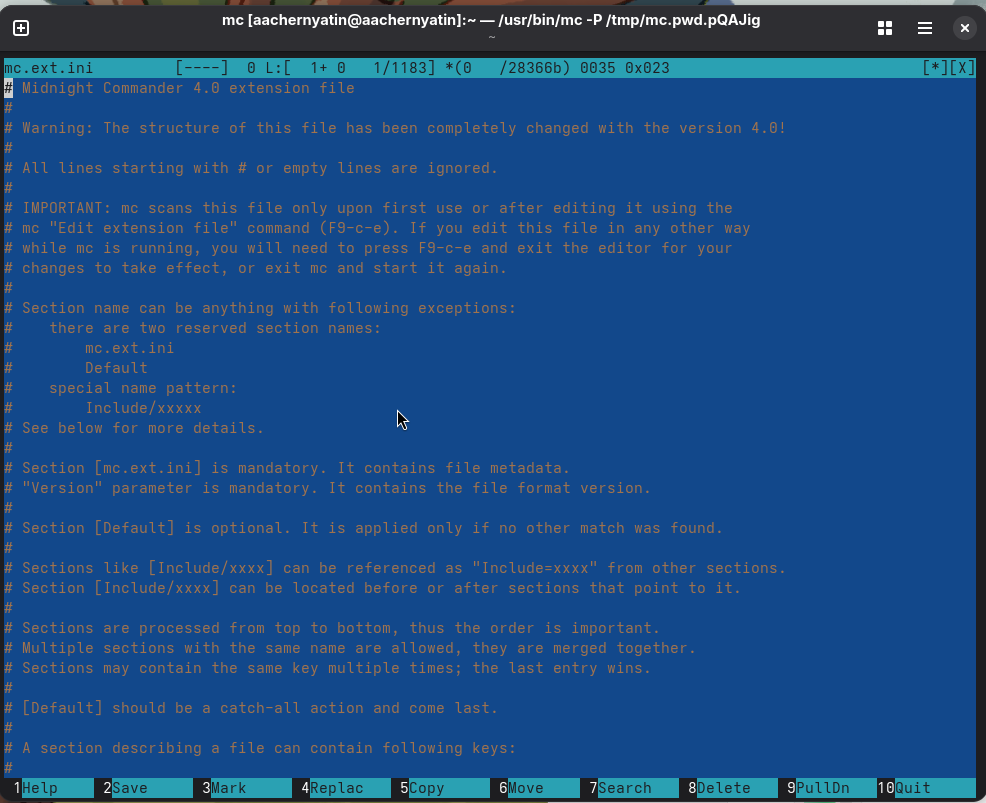 mc [aachernyatin@aachernyatin]:~ — /usr/bin/mc -P /tmp/mc.pwd.pQAJig
~
mc.ext.ini [----] 0 L:[ 1+ 0 1/1183] *(0 /28366b) 0035 0x023 [*][X]
# Midnight Commander 4.0 extension file
#
# Warning: The structure of this file has been completely changed with the version 4.0!
#
# All lines starting with # or empty lines are ignored.
#
# IMPORTANT: mc scans this file only upon first use or after editing it using the
# mc "Edit extension file" command (F9-c-e). If you edit this file in any other way
# while mc is running, you will need to press F9-c-e and exit the editor for your
# changes to take effect, or exit mc and start it again.
#
# Section name can be anything with following exceptions:
#    there are two reserved section names:
#        mc.ext.ini
#        Default
#    special name pattern:
#        Include/xxxxx
# See below for more details.
#
# Section [mc.ext.ini] is mandatory. It contains file metadata.
# "Version" parameter is mandatory. It contains the file format version.
#
# Section [Default] is optional. It is applied only if no other match was found.
#
# Sections like [Include/xxxx] can be referenced as "Include=xxxx" from other sections.
# Section [Include/xxxx] can be located before or after sections that point to it.
#
# Sections are processed from top to bottom, thus the order is important.
# Multiple sections with the same name are allowed, they are merged together.
# Sections may contain the same key multiple times; the last entry wins.
#
# [Default] should be a catch-all action and come last.
#
# A section describing a file can contain following keys:
#
1Help 2Save 3Mark 4Replac 5Copy 6Move 7Search 8Delete 9PullDn 10Quit